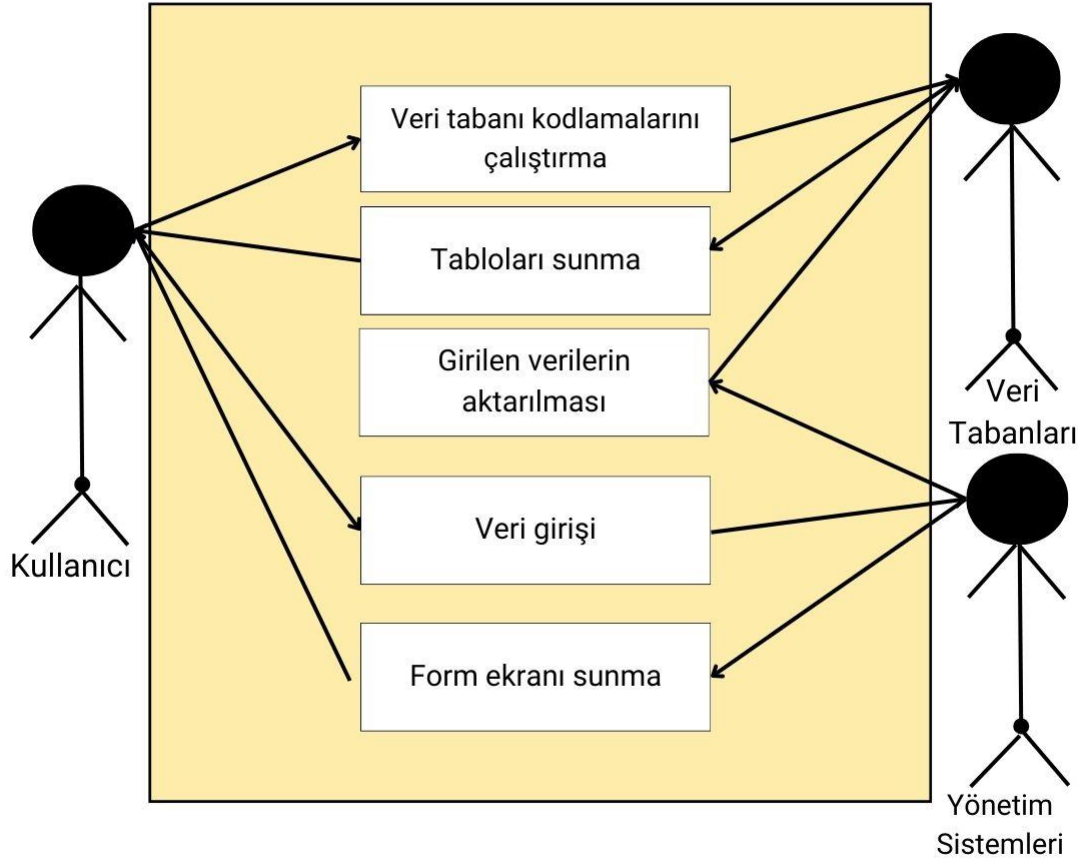 Veri tabanı kodlamalarını
çalıştırma
Tabloları sunma
Girilen verilerin
aktarılması
Veri girişi
Form ekranı sunma
Kullanıcı
Veri
Tabanları
Yönetim
Sistemleri